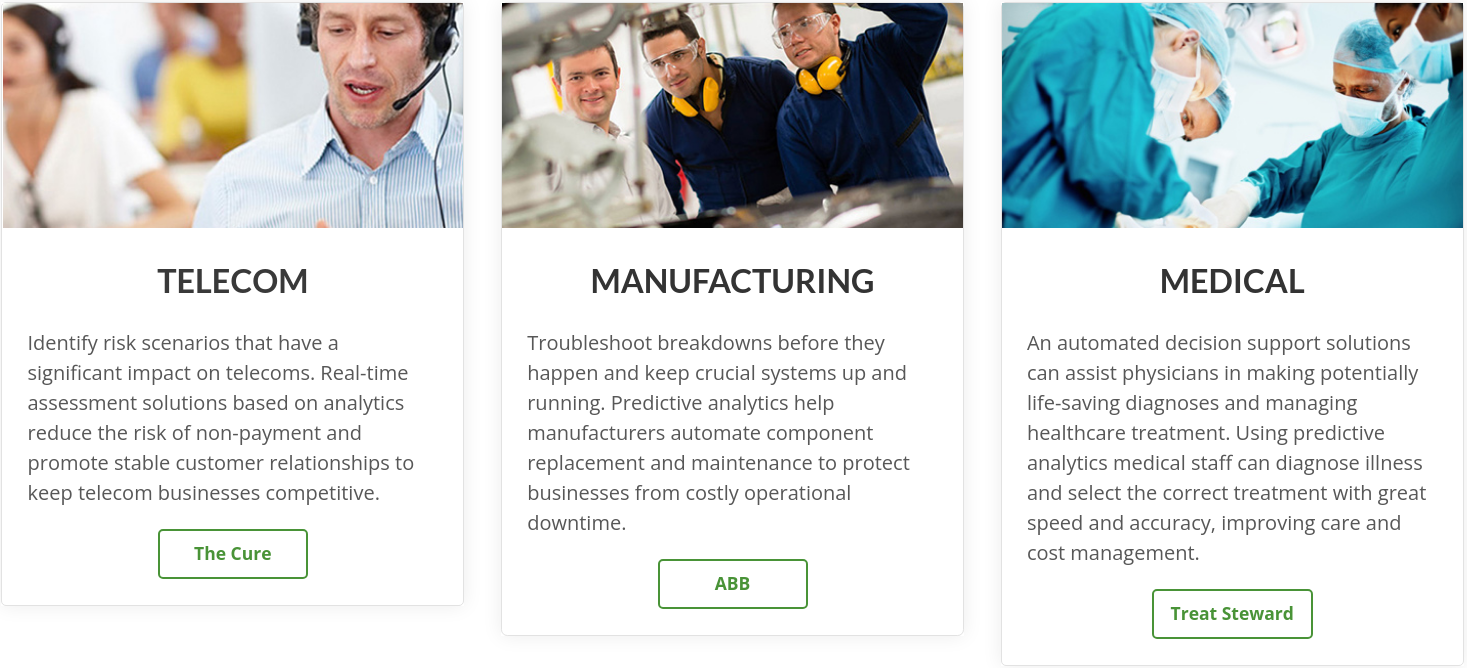 TELECOM
Identify risk scenarios that have a
significant impact on telecoms. Real-time
assessment solutions based on analytics
reduce the risk of non-payment and
promote stable customer relationships to
keep telecom businesses competitive.
The Cure
MANUFACTURING
Troubleshoot breakdowns before they
happen and keep crucial systems up and
running. Predictive analytics help
manufacturers automate component
replacement and maintenance to protect
businesses from costly operational
downtime.
ABB
MEDICAL
An automated decision support solutions
can assist physicians in making potentially
life-saving diagnoses and managing
healthcare treatment. Using predictive
analytics medical staff can diagnose illness
and select the correct treatment with great
speed and accuracy, improving care and
cost management.
Treat Steward